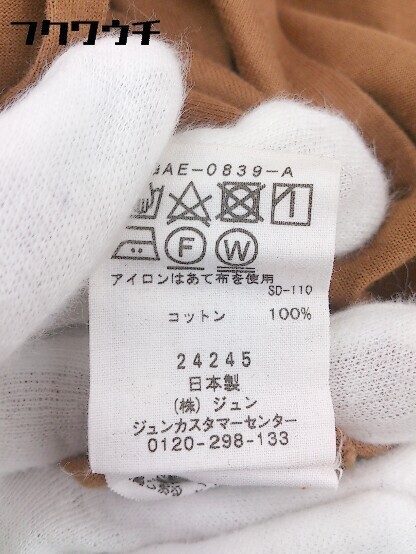 フクワウチ
GAE-0839-A
F W
アイロンはあて布を使用
SD-110
コットン 100%
24245
日本製
(株) ジュン
ジュンカスタマーセンター
0120-298-133